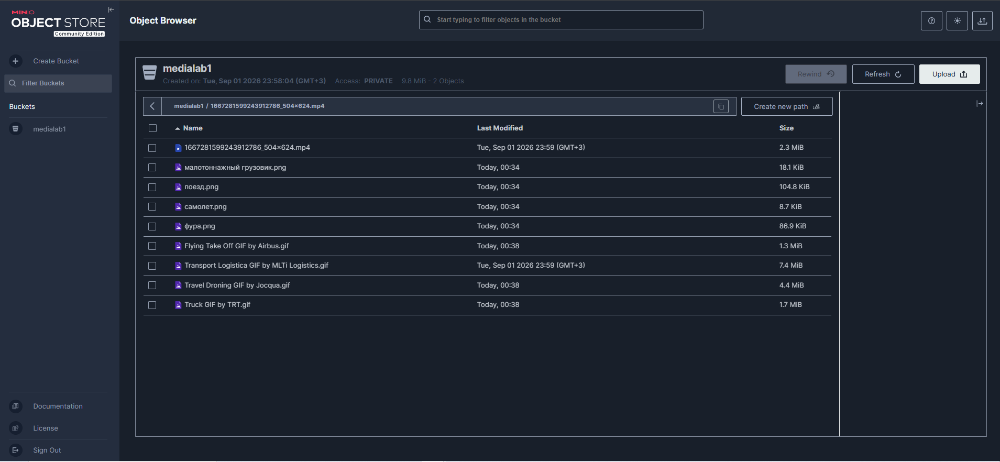 MINIO
OBJECT STORE
Community Edition
Create Bucket
Filter Buckets
Buckets
medialab1
Documentation
License
Sign Out
Object Browser
Start typing to filter objects in the bucket
medialab1
Created on: Tue, Sep 01 2026 23:58:04 (GMT+3) Access: PRIVATE 9.8 MiB - 2 Objects
Rewind
Refresh
Upload
medialab1 / 1667281599243912786_504x624.mp4
Create new path
Name Last Modified Size
1667281599243912786_504x624.mp4 Tue, Sep 01 2026 23:59 (GMT+3) 2.3 MiB
малотоннажный грузовик.png Today, 00:34 18.1 KiB
поезд.png Today, 00:34 104.8 KiB
самолет.png Today, 00:34 8.7 KiB
фура.png Today, 00:34 86.9 KiB
Flying Take Off GIF by Airbus.gif Today, 00:38 1.3 MiB
Transport Logistica GIF by MLTi Logistics.gif Tue, Sep 01 2026 23:59 (GMT+3) 7.4 MiB
Travel Droning GIF by Jocqua.gif Today, 00:38 4.4 MiB
Truck GIF by TRT.gif Today, 00:38 1.7 MiB